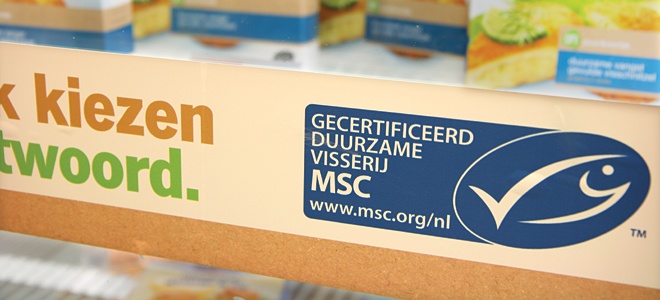 k kiezen
twoord.
GECERTIFICEERD
DUURZAME
VISSERIJ
MSC
www.msc.org/nl
TM